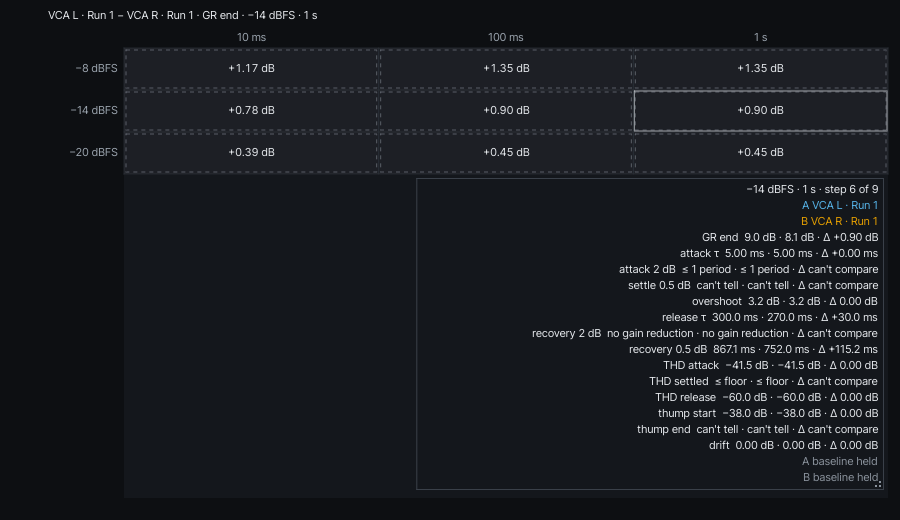 VCA L · Run 1 − VCA R · Run 1 · GR end · −14 dBFS · 1 s
10 ms 100 ms 1 s
−8 dBFS +1.17 dB +1.35 dB +1.35 dB
−14 dBFS +0.78 dB +0.90 dB +0.90 dB
−20 dBFS +0.39 dB +0.45 dB +0.45 dB
−14 dBFS · 1 s · step 6 of 9
A VCA L · Run 1
B VCA R · Run 1
GR end 9.0 dB · 8.1 dB · Δ +0.90 dB
attack τ 5.00 ms · 5.00 ms · Δ +0.00 ms
attack 2 dB ≤ 1 period · ≤ 1 period · Δ can't compare
settle 0.5 dB can't tell · can't tell · Δ can't compare
overshoot 3.2 dB · 3.2 dB · Δ 0.00 dB
release τ 300.0 ms · 270.0 ms · Δ +30.0 ms
recovery 2 dB no gain reduction · no gain reduction · Δ can't compare
recovery 0.5 dB 867.1 ms · 752.0 ms · Δ +115.2 ms
THD attack −41.5 dB · −41.5 dB · Δ 0.00 dB
THD settled ≤ floor · ≤ floor · Δ can't compare
THD release −60.0 dB · −60.0 dB · Δ 0.00 dB
thump start −38.0 dB · −38.0 dB · Δ 0.00 dB
thump end can't tell · can't tell · Δ can't compare
drift 0.00 dB · 0.00 dB · Δ 0.00 dB
A baseline held
B baseline held